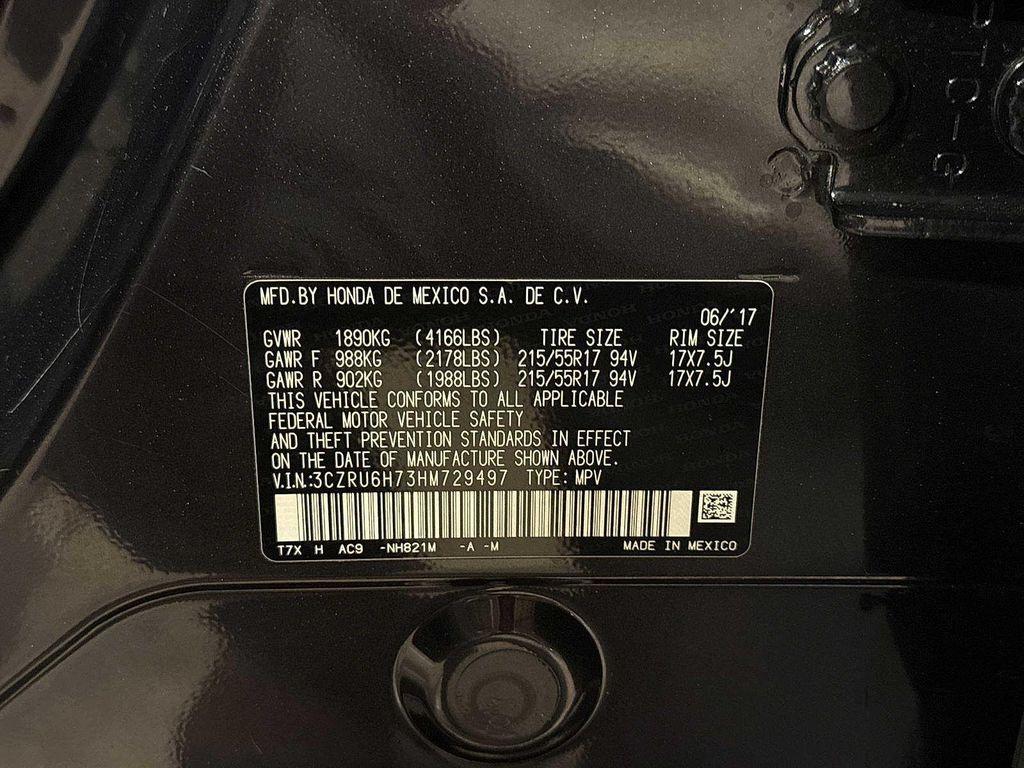 MFD.BY HONDA DE MEXICO S.A. DE C.V.
06/'17
GVWR 1890KG (4166LBS) TIRE SIZE RIM SIZE
GAWR F 988KG (2178LBS) 215/55R17 94V 17X7.5J
GAWR R 902KG (1988LBS) 215/55R17 94V 17X7.5J
THIS VEHICLE CONFORMS TO ALL APPLICABLE
FEDERAL MOTOR VEHICLE SAFETY
AND THEFT PREVENTION STANDARDS IN EFFECT
ON THE DATE OF MANUFACTURE SHOWN ABOVE.
V.I.N.:3CZRU6H73HM729497 TYPE: MPV
T7X H AC9 -NH821M -A -M MADE IN MEXICO